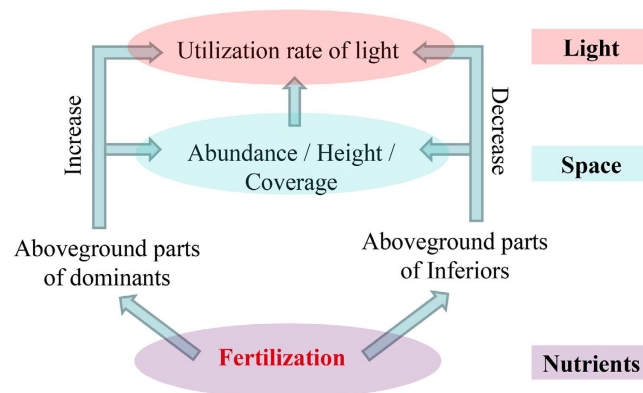 Utilization rate of light
Light
Increase
Decrease
Abundance / Height /
Coverage
Space
Aboveground parts
of dominants
Aboveground parts
of Inferiors
Fertilization
Nutrients